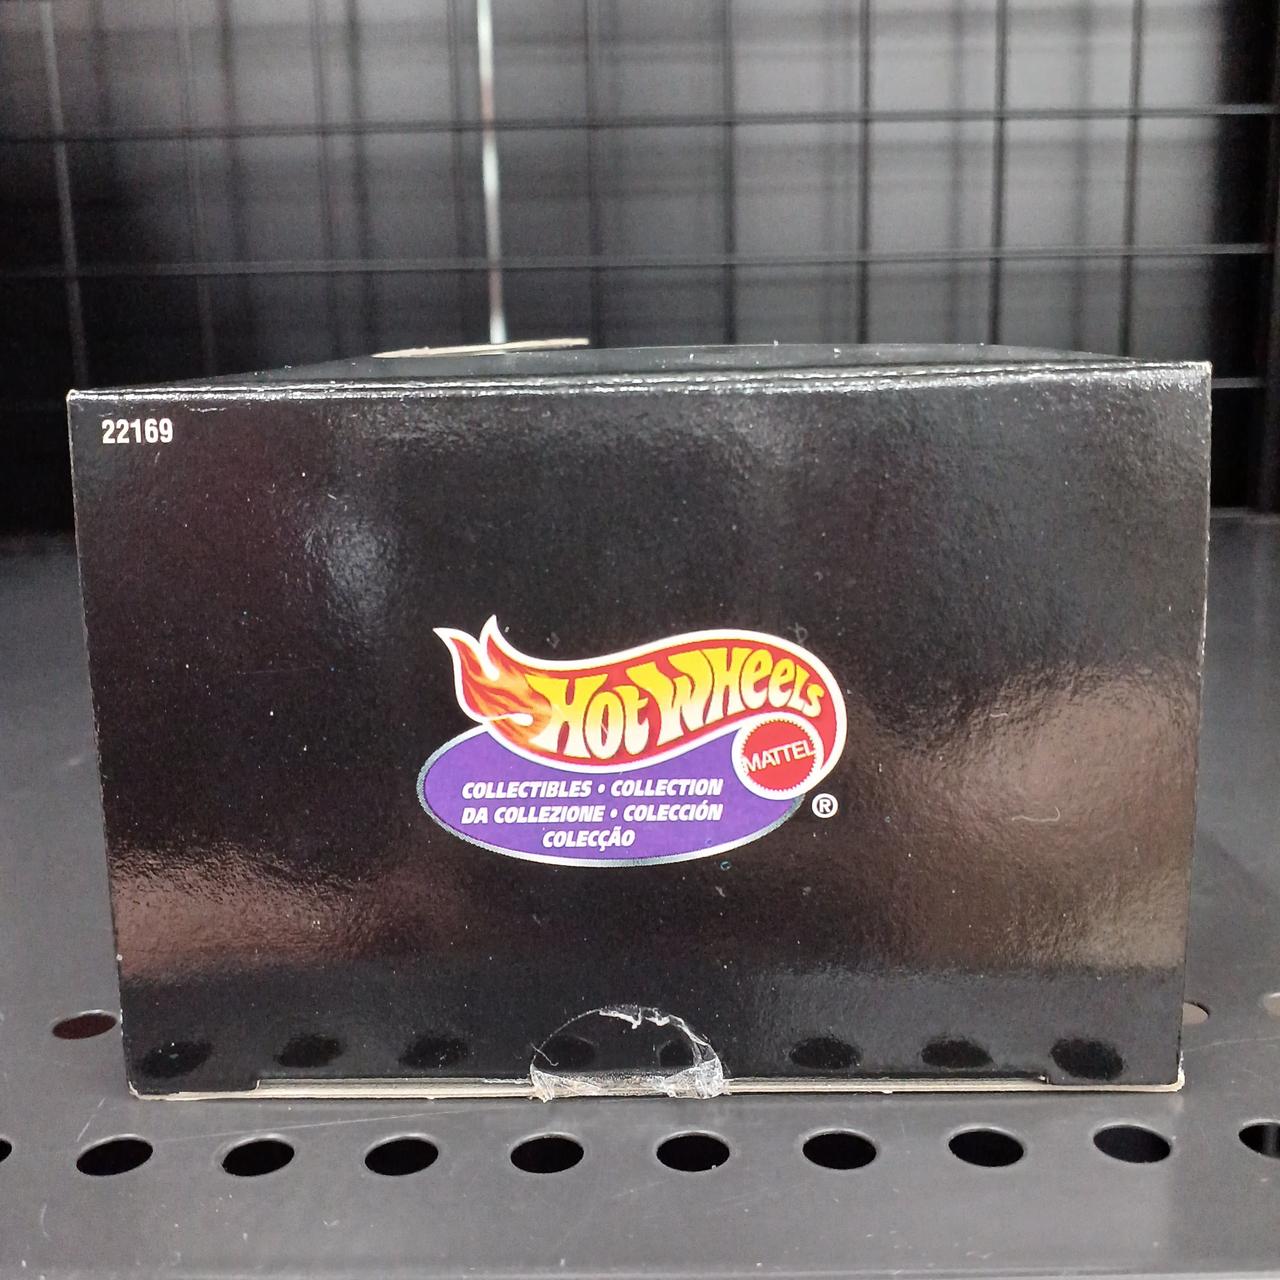 22169
HOT WHEELS
MATTEL
COLLECTIBLES • COLLECTION
DA COLLEZIONE • COLECCIÓN
COLECÇÃO
®